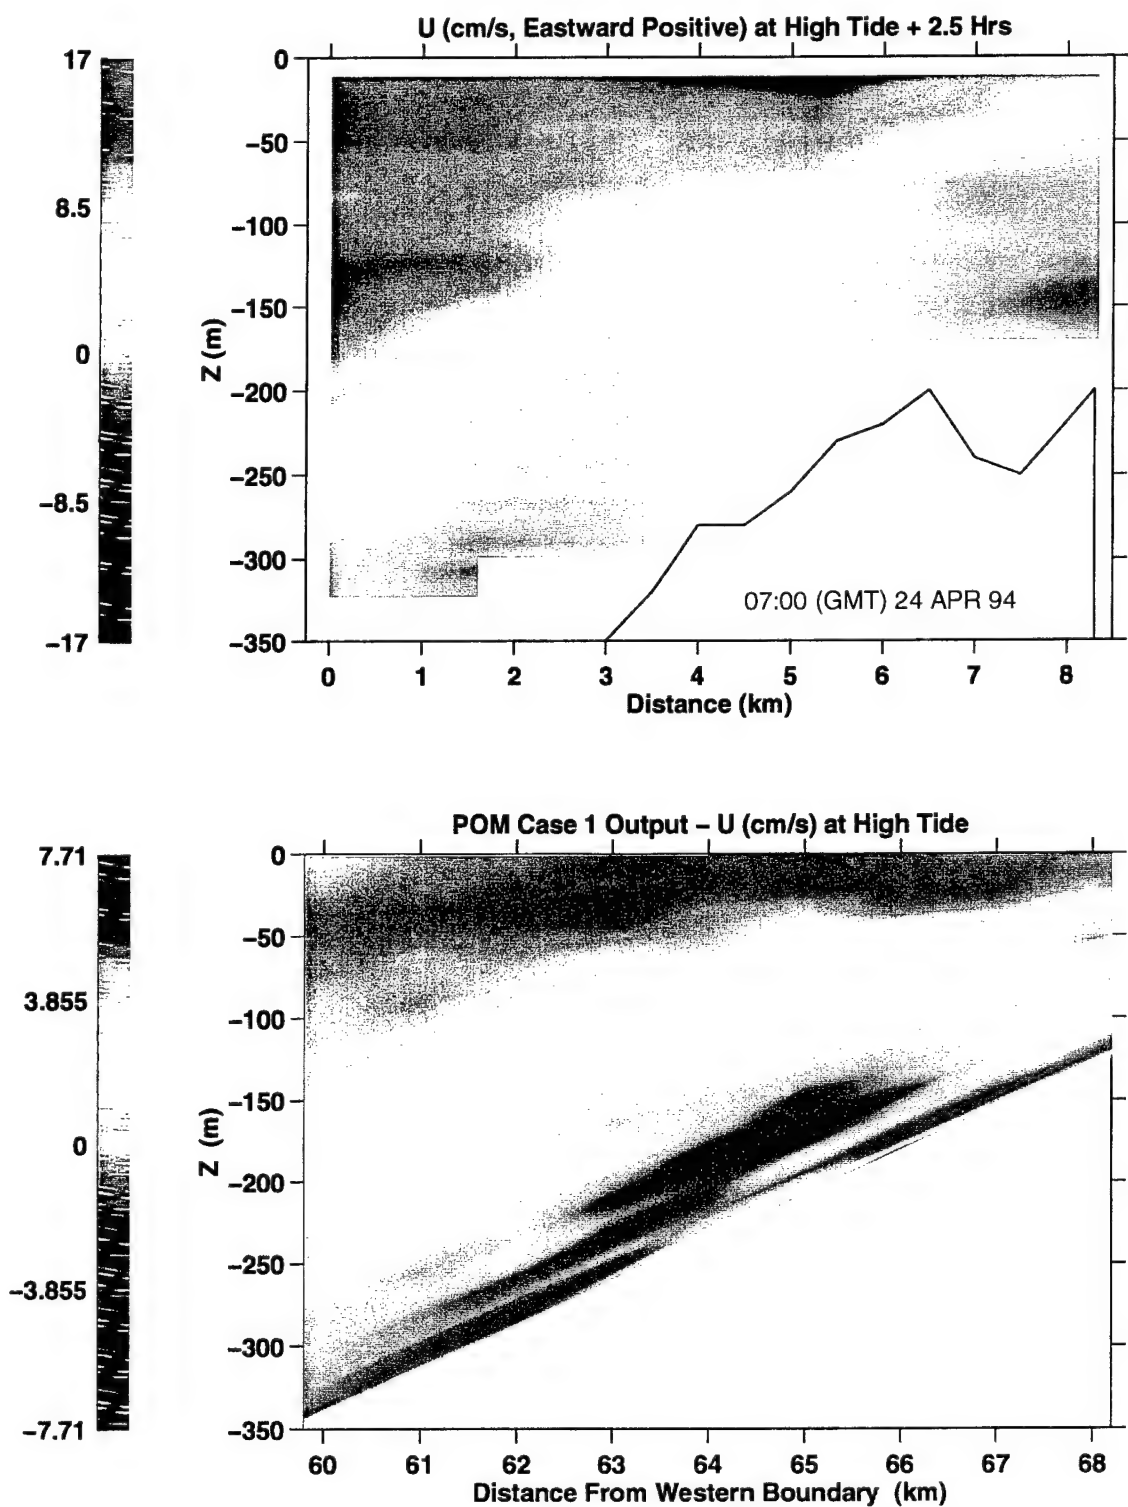 U (cm/s, Eastward Positive) at High Tide + 2.5 Hrs
17
8.5
0
−8.5
−17
Z (m)
0
−50
−100
−150
−200
−250
−300
−350
07:00 (GMT) 24 APR 94
0 1 2 3 4 5 6 7 8
Distance (km)
POM Case 1 Output – U (cm/s) at High Tide
7.71
3.855
0
−3.855
−7.71
Z (m)
0
−50
−100
−150
−200
−250
−300
−350
60 61 62 63 64 65 66 67 68
Distance From Western Boundary (km)